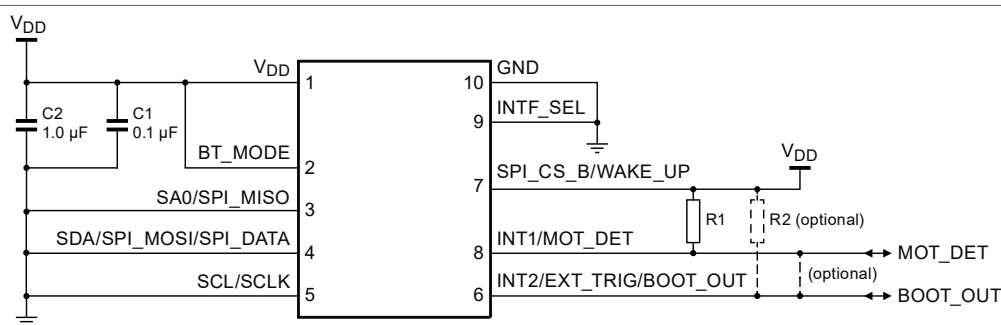 VDD
C2
1.0 µF
C1
0.1 µF
VDD
1
BT_MODE
2
SA0/SPI_MISO
3
SDA/SPI_MOSI/SPI_DATA
4
SCL/SCLK
5
10
GND
9
INTF_SEL
7
SPI_CS_B/WAKE_UP
VDD
R1
R2 (optional)
8
INT1/MOT_DET
MOT_DET
(optional)
6
INT2/EXT_TRIG/BOOT_OUT
BOOT_OUT